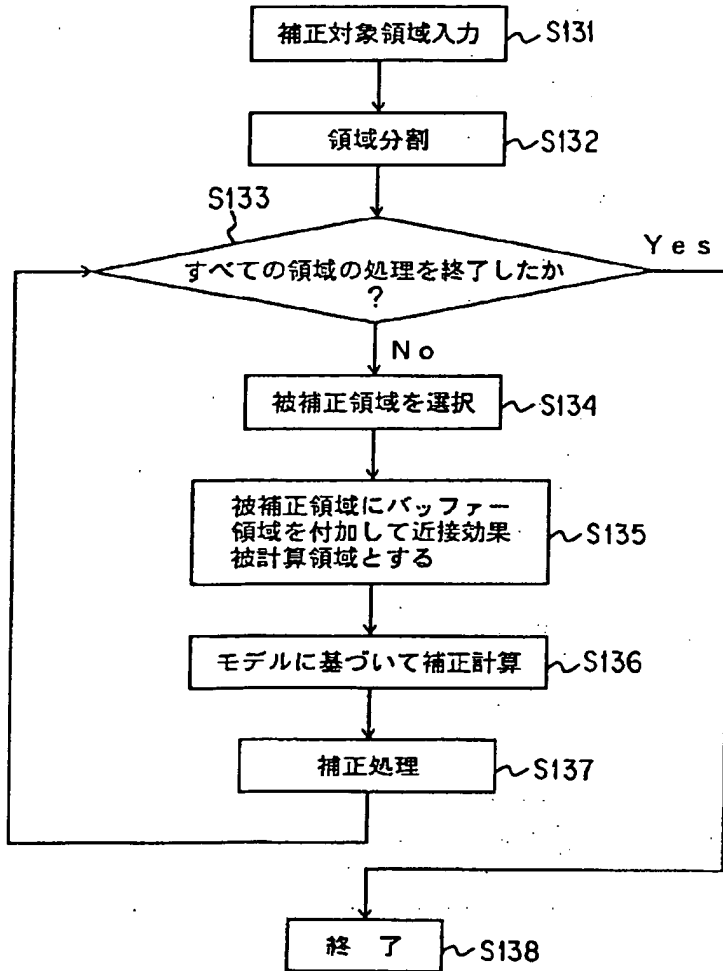 補正対象領域入力 S131
領域分割 S132
S133
すべての領域の処理を終了したか
?
Yes
No
被補正領域を選択 S134
被補正領域にバッファー
領域を付加して近接効果
被計算領域とする
S135
モデルに基づいて補正計算 S136
補正処理 S137
終 了 S138